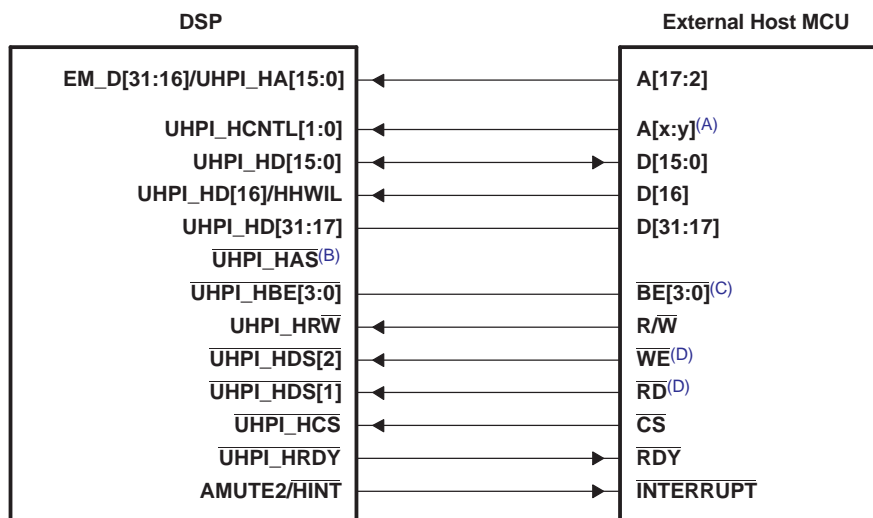 DSP External Host MCU
EM_D[31:16]/UHPI_HA[15:0] A[17:2]
UHPI_HCNTL[1:0] A[x:y](A)
UHPI_HD[15:0] D[15:0]
UHPI_HD[16]/HHWIL D[16]
UHPI_HD[31:17] D[31:17]
UHPI_HAS(B)
UHPI_HBE[3:0] BE[3:0](C)
UHPI_HRW R/W
UHPI_HDS[2] WE(D)
UHPI_HDS[1] RD(D)
UHPI_HCS CS
UHPI_HRDY RDY
AMUTE2/HINT INTERRUPT